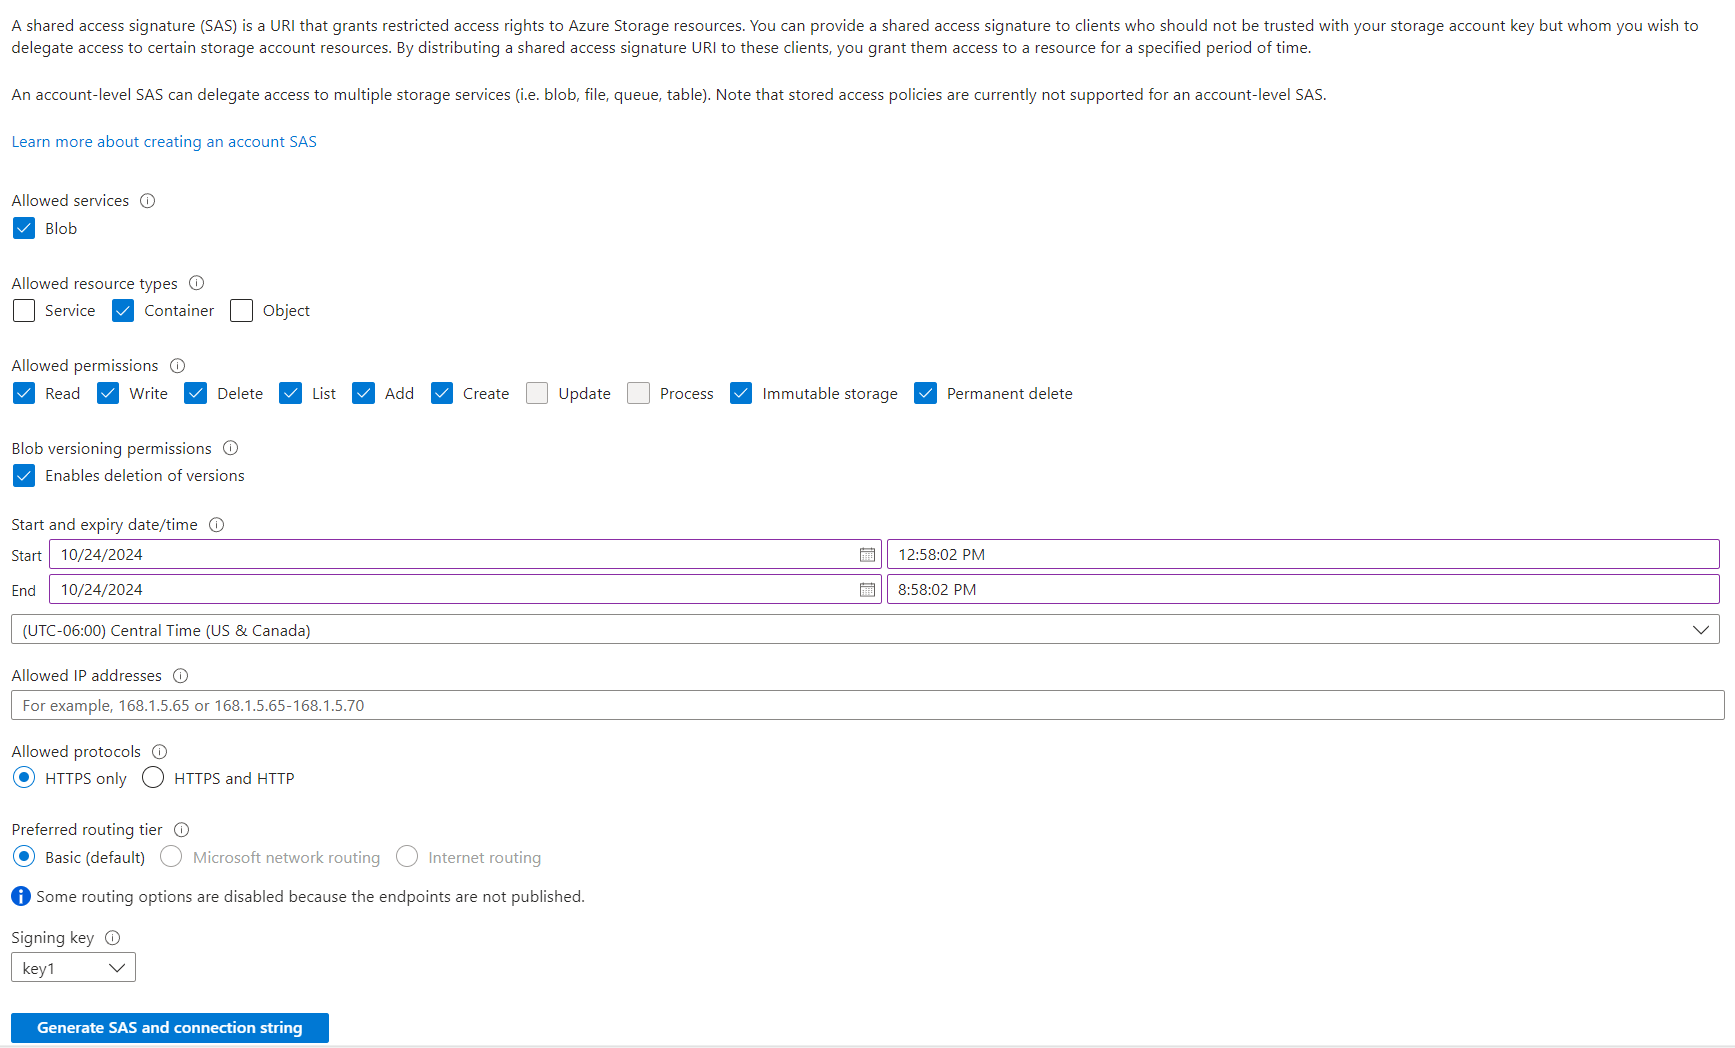 A shared access signature (SAS) is a URI that grants restricted access rights to Azure Storage resources. You can provide a shared access signature to clients who should not be trusted with your storage account key but whom you wish to
delegate access to certain storage account resources. By distributing a shared access signature URI to these clients, you grant them access to a resource for a specified period of time.
An account-level SAS can delegate access to multiple storage services (i.e. blob, file, queue, table). Note that stored access policies are currently not supported for an account-level SAS.
Learn more about creating an account SAS
Allowed services
Blob
Allowed resource types
Service Container Object
Allowed permissions
Read Write Delete List Add Create Update Process Immutable storage Permanent delete
Blob versioning permissions
Enables deletion of versions
Start and expiry date/time
Start 10/24/2024 12:58:02 PM
End 10/24/2024 8:58:02 PM
(UTC-06:00) Central Time (US & Canada)
Allowed IP addresses
For example, 168.1.5.65 or 168.1.5.65-168.1.5.70
Allowed protocols
HTTPS only HTTPS and HTTP
Preferred routing tier
Basic (default) Microsoft network routing Internet routing
Some routing options are disabled because the endpoints are not published.
Signing key
key1
Generate SAS and connection string